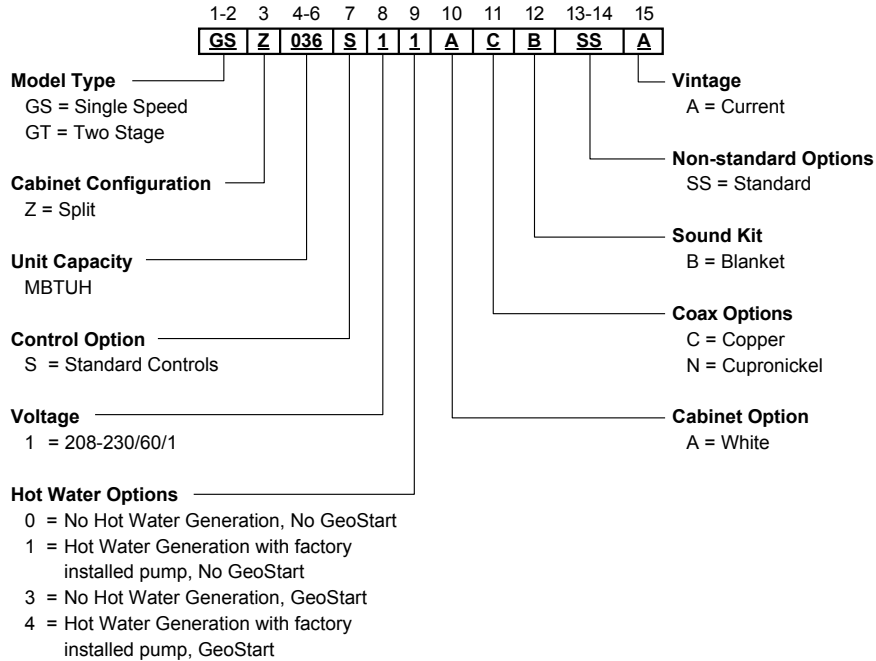 1-2 3 4-6 7 8 9 10 11 12 13-14 15
GS Z 036 S 1 1 A C B SS A
Model Type
GS = Single Speed
GT = Two Stage
Cabinet Configuration
Z = Split
Unit Capacity
MBTUH
Control Option
S = Standard Controls
Voltage
1 = 208-230/60/1
Hot Water Options
0 = No Hot Water Generation, No GeoStart
1 = Hot Water Generation with factory
installed pump, No GeoStart
3 = No Hot Water Generation, GeoStart
4 = Hot Water Generation with factory
installed pump, GeoStart
Vintage
A = Current
Non-standard Options
SS = Standard
Sound Kit
B = Blanket
Coax Options
C = Copper
N = Cupronickel
Cabinet Option
A = White